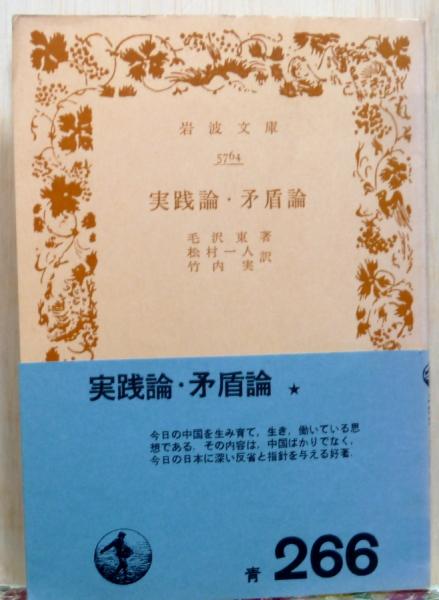 岩波文庫
5764
実践論・矛盾論
毛沢東著
松村一人
竹内実訳
実践論・矛盾論 ★
今日の中国を生み育て，生き，働いている思
想である．その内容は，中国ばかりでなく，
今日の日本に深い反省と指針を与える好著．
青 266